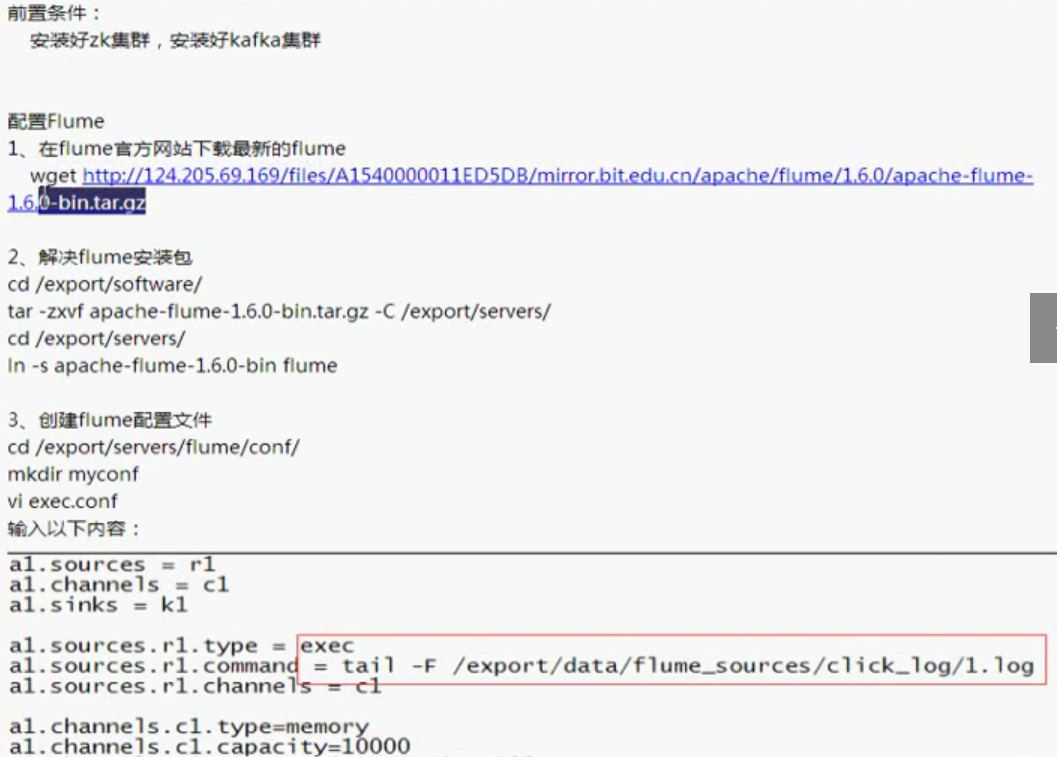 前置条件：
安装好zk集群，安装好kafka集群
配置Flume
1、在flume官方网站下载最新的flume
wget http://124.205.69.169/files/A1540000011ED5DB/mirror.bit.edu.cn/apache/flume/1.6.0/apache-flume-
1.6.0-bin.tar.gz
2、解决flume安装包
cd /export/software/
tar -zxvf apache-flume-1.6.0-bin.tar.gz -C /export/servers/
cd /export/servers/
ln -s apache-flume-1.6.0-bin flume
3、创建flume配置文件
cd /export/servers/flume/conf/
mkdir myconf
vi exec.conf
输入以下内容：
a1.sources = r1
a1.channels = c1
a1.sinks = k1
a1.sources.r1.type = exec
a1.sources.r1.command = tail -F /export/data/flume_sources/click_log/1.log
a1.sources.r1.channels = c1
a1.channels.c1.type=memory
a1.channels.c1.capacity=10000